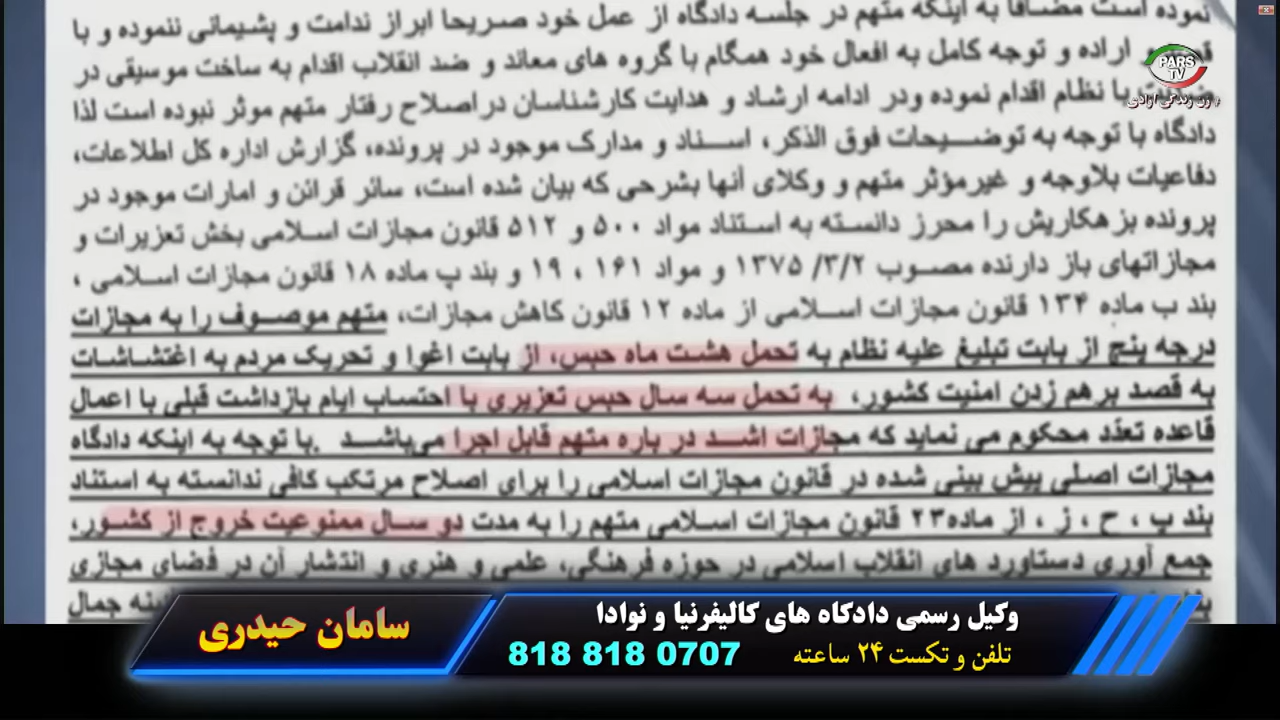 نموده است مضافا به اینکه متهم در جلسه دادگاه از عمل خود صریحا ابراز ندامت و پشیمانی ننموده و با
و اراده و توجه کامل به افعال خود همگام با گروه های معاند و ضد انقلاب اقدام به ساخت موسیقی در
با نظام اقدام نموده ودر ادامه ارشاد و هدایت کارشناسان دراصلاح رفتار متهم موثر نبوده است لذا
دادگاه با توجه به توضیحات فوق الذکر، اسناد و مدارک موجود در پرونده، گزارش اداره کل اطلاعات،
دفاعیات بلاوجه و غیرمؤثر متهم و وکلای آنها بشرحی که بیان شده است، سائر قرائن و امارات موجود در
پرونده بزهکاریش را محرز دانسته به استناد مواد ۵۰۰ و ۵۱۲ قانون مجازات اسلامی بخش تعزیرات و
مجازاتهای باز دارنده مصوب ۱۳۷۵/۳/۲ و مواد ۱۶۱ ، ۱۹ و بند پ ماده ۱۸ قانون مجازات اسلامی ،
بند ب ماده ۱۳۴ قانون مجازات اسلامی از ماده ۱۲ قانون کاهش مجازات، متهم موصوف را به مجازات
درجه پنج از بابت تبلیغ علیه نظام به تحمل هشت ماه حبس، از بابت اغوا و تحریک مردم به اغتشاشات
به قصد برهم زدن امنیت کشور، به تحمل سه سال حبس تعزیری با احتساب ایام بازداشت قبلی با اعمال
قاعده تعدّد محکوم می نماید که مجازات اشد در باره متهم قابل اجرا می‌باشد .با توجه به اینکه دادگاه
مجازات اصلی پیش بینی شده در قانون مجازات اسلامی را برای اصلاح مرتکب کافی ندانسته به استناد
بند پ ، ح ، ز ، از ماده۲۳ قانون مجازات اسلامی متهم را به مدت دو سال ممنوعیت خروج از کشور،
جمع آوری دستاورد های انقلاب اسلامی در حوزه فرهنگی، علمی و هنری و انتشار آن در فضای مجازی
جمال
PARS
TV
زن زندگی آزادی
وکیل رسمی دادگاه های کالیفرنیا و نوادا
سامان حیدری
تلفن و تکست ۲۴ ساعته
818 818 0707